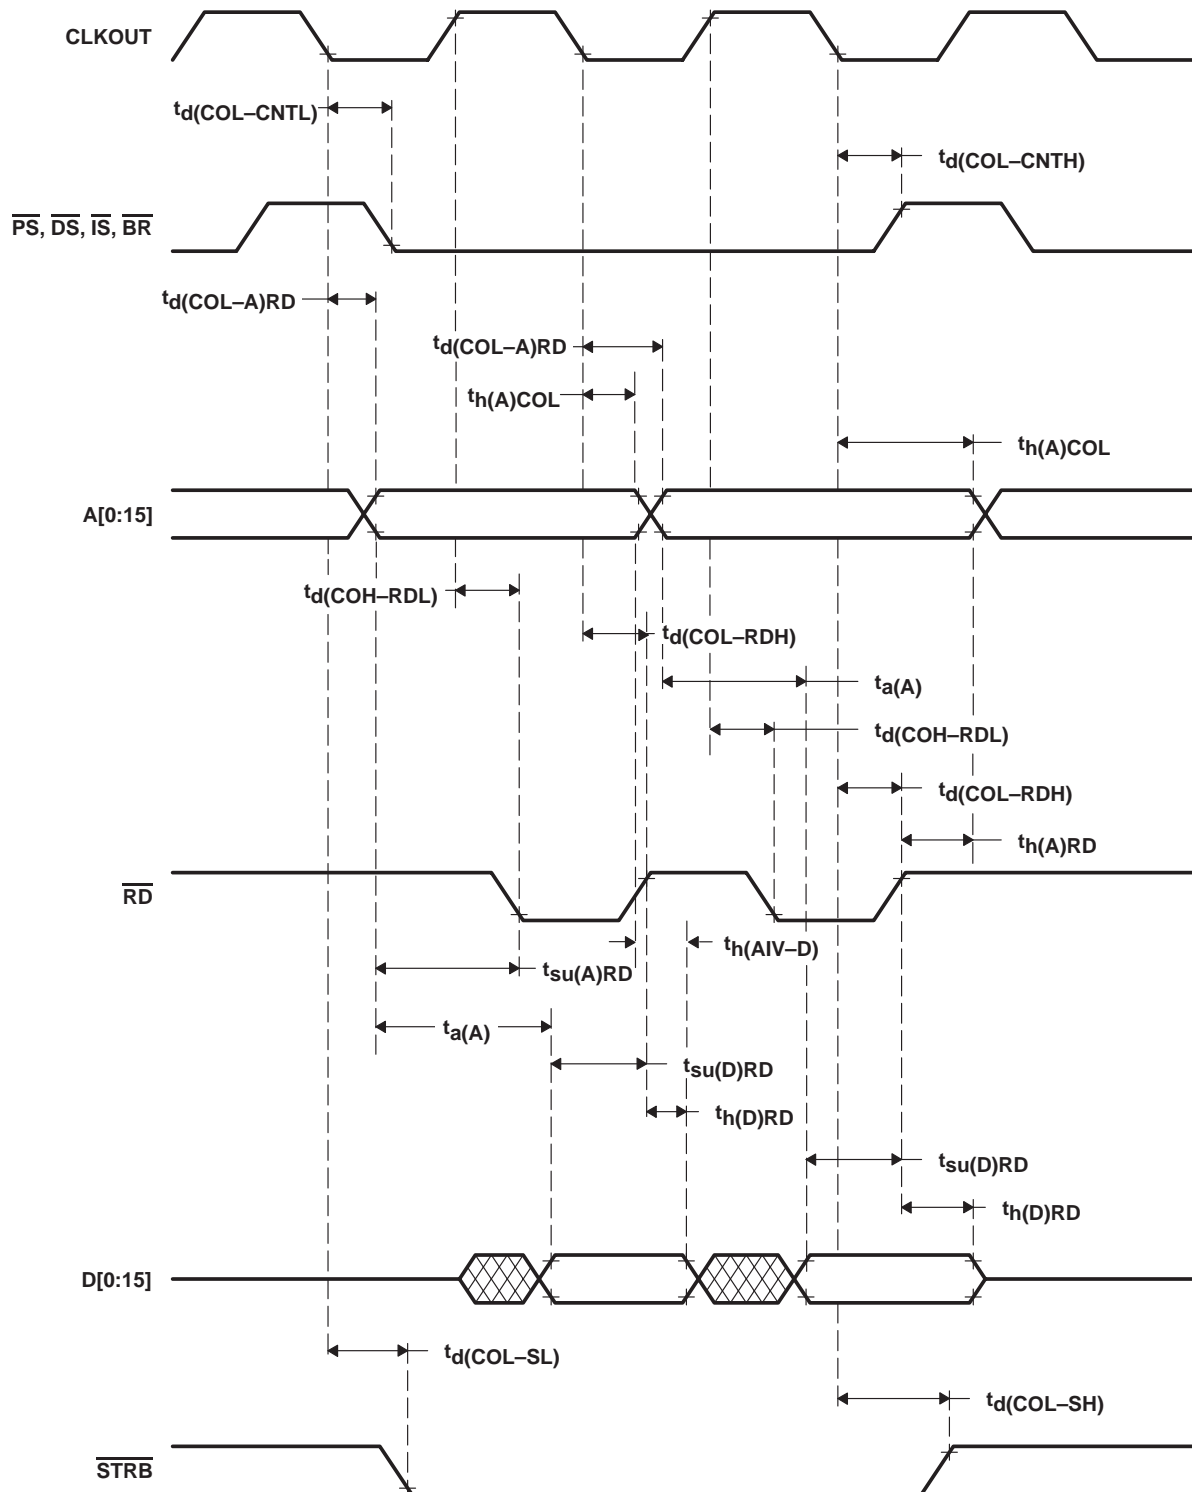 CLKOUT
td(COL–CNTL)
td(COL–CNTH)
PS, DS, IS, BR
td(COL–A)RD
td(COL–A)RD
th(A)COL
th(A)COL
A[0:15]
td(COH–RDL)
td(COL–RDH)
ta(A)
td(COH–RDL)
td(COL–RDH)
th(A)RD
RD
th(AIV–D)
tsu(A)RD
ta(A)
tsu(D)RD
th(D)RD
tsu(D)RD
th(D)RD
D[0:15]
td(COL–SL)
td(COL–SH)
STRB